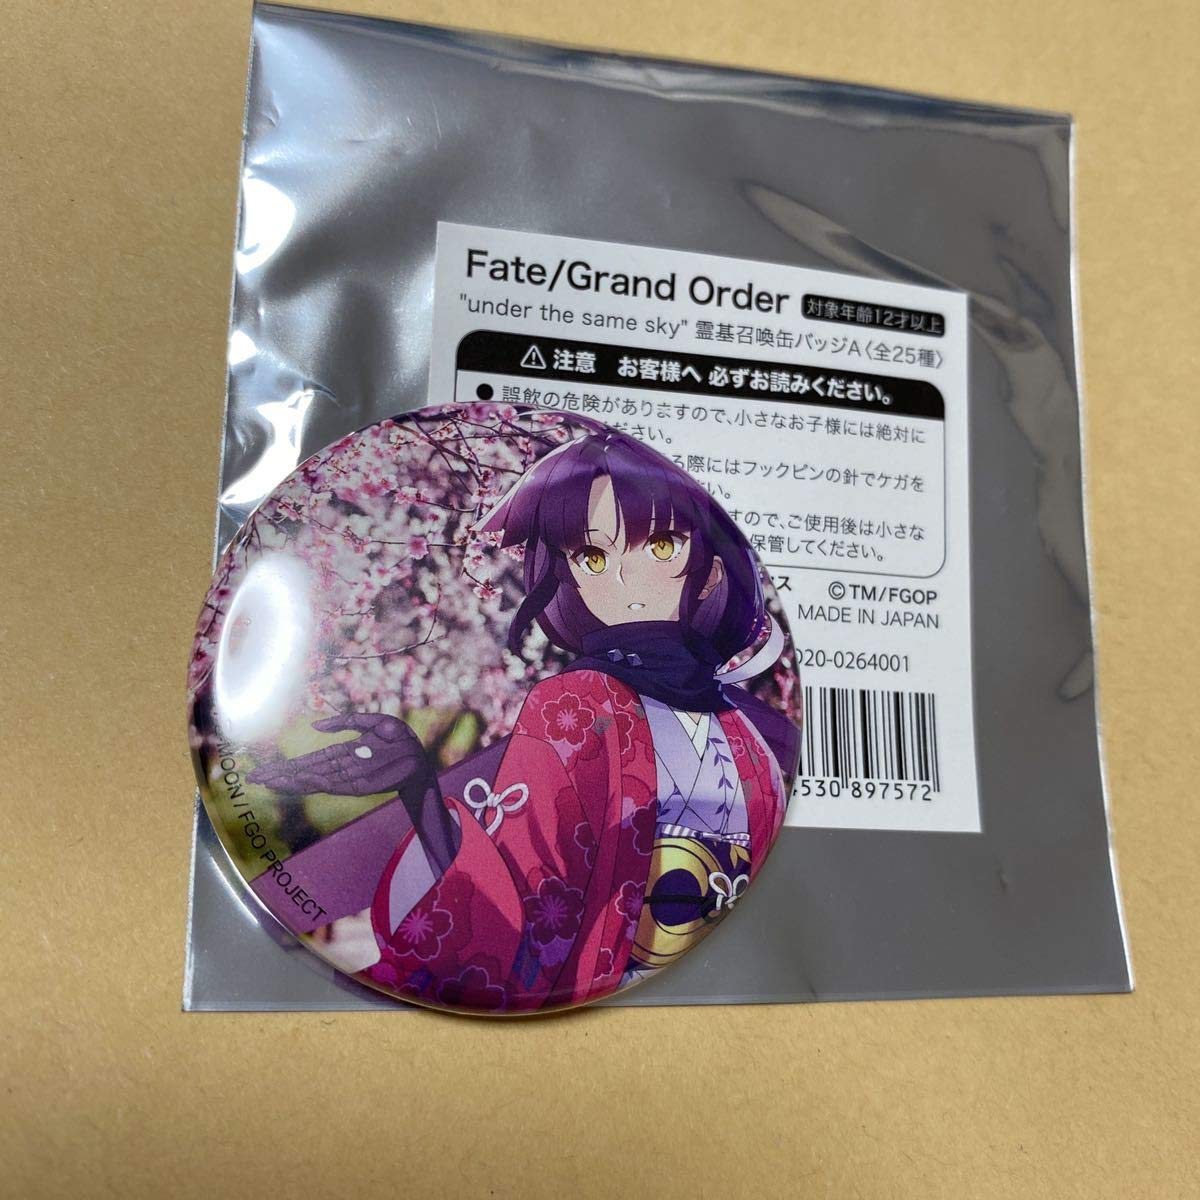 Fate/Grand Order 対象年齢12才以上
"under the same sky" 霊基召喚缶バッジA〈全25種〉
⚠ 注意 お客様へ 必ずお読みください。
● 誤飲の危険がありますので、小さなお子様には絶対に
ださい。
る際にはフックピンの針でケガを
さい。
すので、ご使用後は小さな
保管してください。
クス ©TM/FGOP
MADE IN JAPAN
020-0264001
4530 897572
MOON / FGO PROJECT